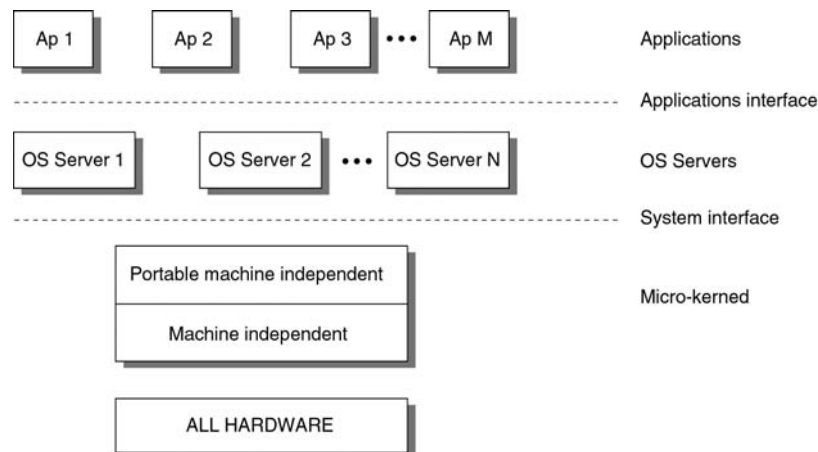 Ap 1 Ap 2 Ap 3 ••• Ap M Applications
Applications interface
OS Server 1 OS Server 2 ••• OS Server N OS Servers
System interface
Portable machine independent
Micro-kerned
Machine independent
ALL HARDWARE